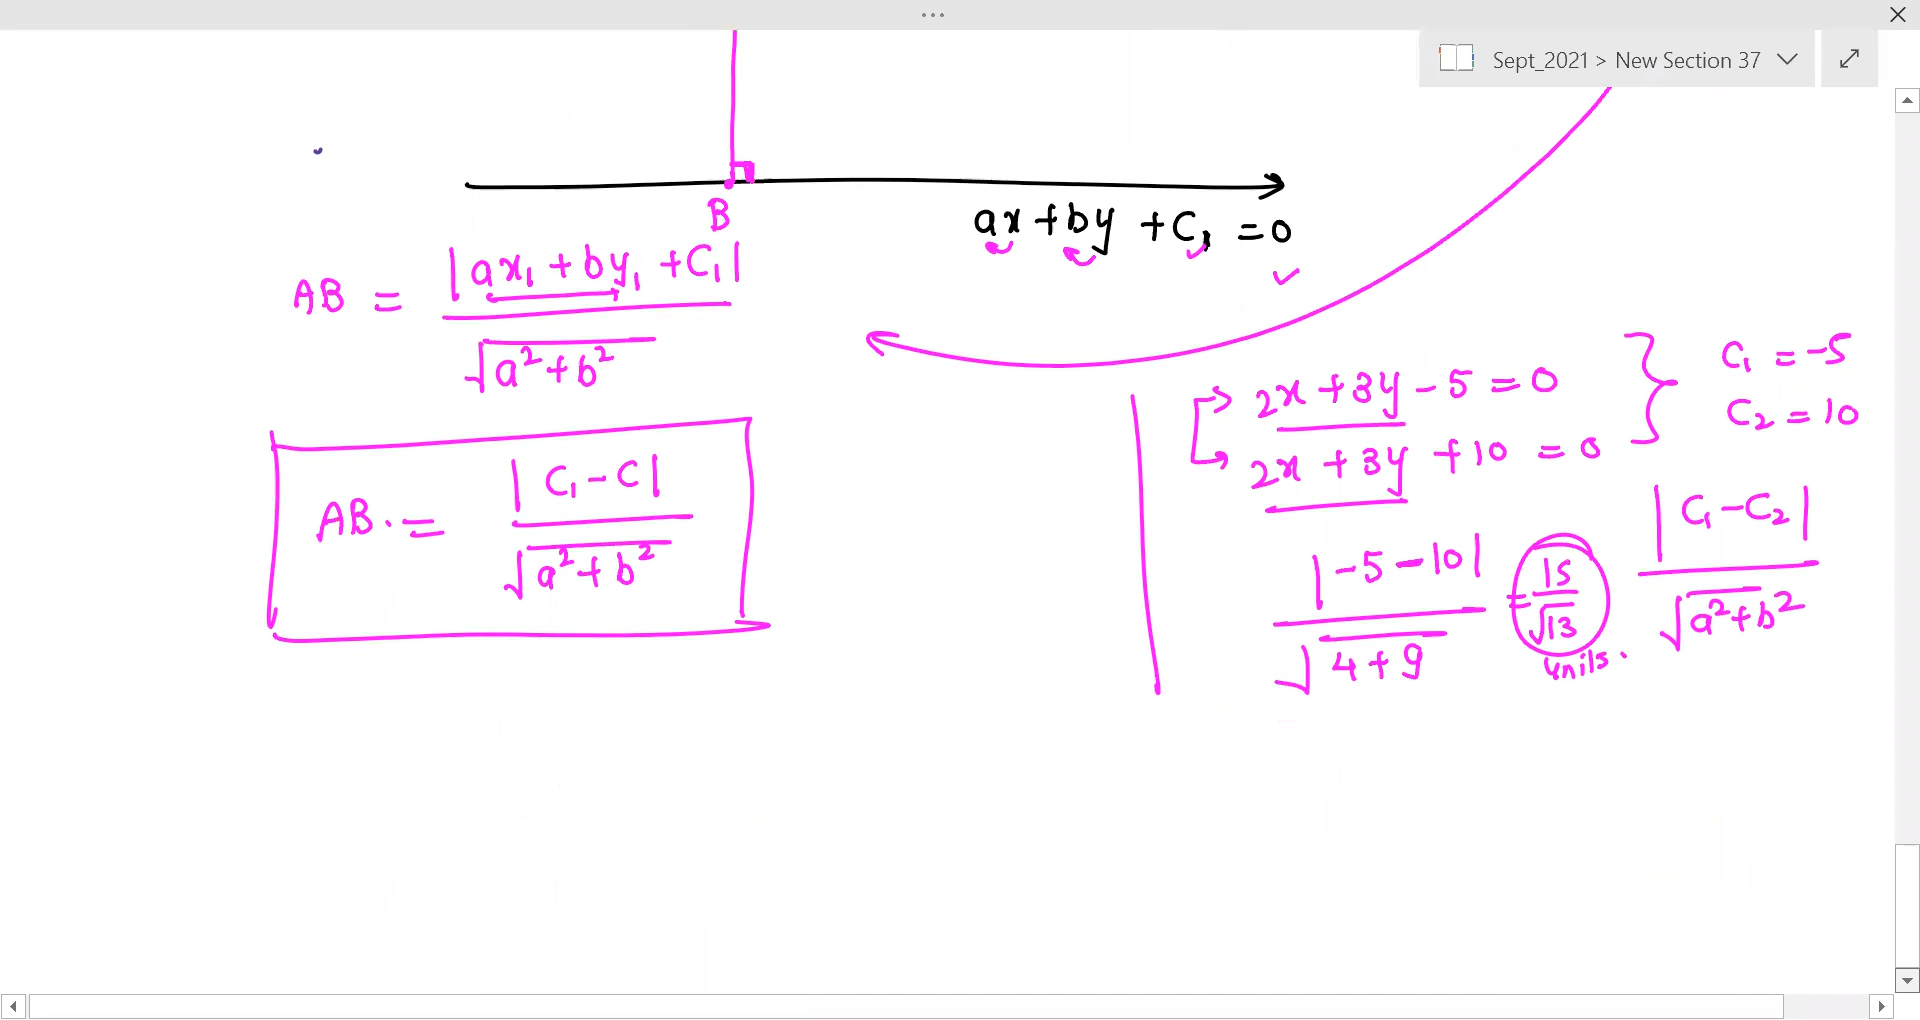 Sept_2021 > New Section 37
B
ax + by + C₁ = 0
AB = |ax₁ + by₁ + C₁| / √(a² + b²)
2x + 3y - 5 = 0
2x + 3y + 10 = 0
C₁ = -5
C₂ = 10
AB. = |C₁ - C| / √(a² + b²)
|-5 - 10| / √(4 + 9) = 15/√13 units.
|C₁ - C₂| / √(a² + b²)